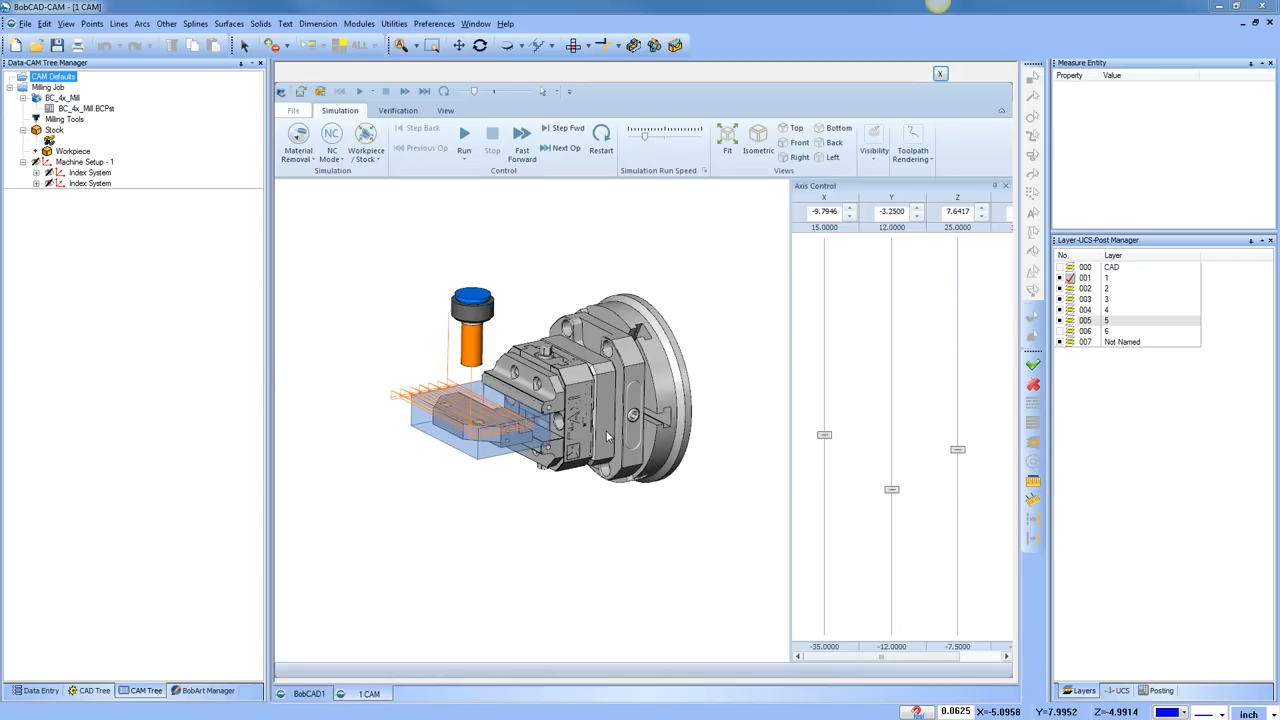 BobCAD-CAM - [1 CAM]
File Edit View Points Lines Arcs Other Splines Surfaces Solids Text Dimension Modules Utilities Preferences Window Help
ALL
Data-CAM Tree Manager
CAM Defaults
Milling Job
BC_4x_Mill
BC_4x_Mill.BCPst
Milling Tools
Stock
Workpiece
Machine Setup - 1
Index System
Index System
File Simulation Verification View
Material Removal
NC Mode
Workpiece / Stock
Simulation
Step Back
Previous Op
Run
Stop
Fast Forward
Step Fwd
Next Op
Restart
Control
Simulation Run Speed
Fit
Isometric
Top
Front
Right
Bottom
Back
Left
Views
Visibility
Toolpath Rendering
Axis Control
X Y Z
-9.7946 -3.2500 7.6417
15.0000 12.0000 25.0000
-35.0000 -12.0000 -7.5000
Measure Entity
Property Value
Layer-UCS-Post Manager
No. Layer
000 CAD
001 1
002 2
003 3
004 4
005 5
006 6
007 Not Named
Data Entry CAD Tree CAM Tree BobArt Manager
BobCAD1 1 CAM
Layers UCS Posting
0.0625 X=-5.0958 Y=7.9952 Z=-4.9914 inch